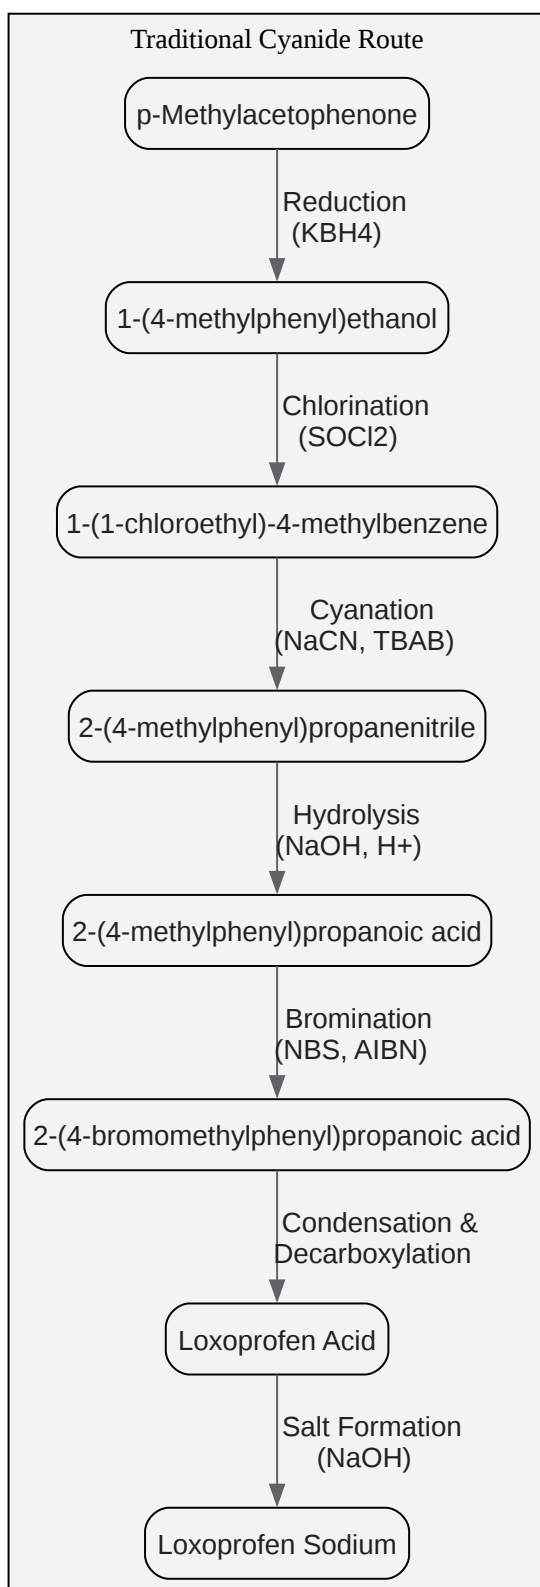 Traditional Cyanide Route
p-Methylacetophenone
Reduction
(KBH4)
1-(4-methylphenyl)ethanol
Chlorination
(SOCl2)
1-(1-chloroethyl)-4-methylbenzene
Cyanation
(NaCN, TBAB)
2-(4-methylphenyl)propanenitrile
Hydrolysis
(NaOH, H+)
2-(4-methylphenyl)propanoic acid
Bromination
(NBS, AIBN)
2-(4-bromomethylphenyl)propanoic acid
Condensation &
Decarboxylation
Loxoprofen Acid
Salt Formation
(NaOH)
Loxoprofen Sodium